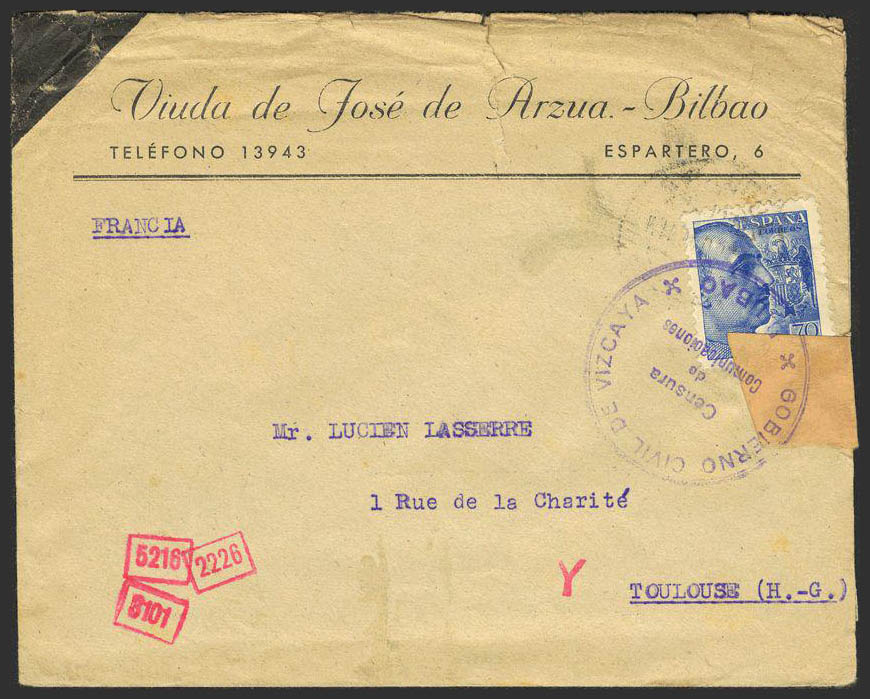 Viuda de José de Arzua.-Bilbao
TELÉFONO 13943 ESPARTERO, 6
FRANCIA
ESPAÑA
CORREOS
70
GOBIERNO CIVIL DE VIZCAYA
BILBAO
Censura
de
Comunicaciones
Mr. LUCIEN LASSERRE
1 Rue de la Charité
5216
2226
8101
Y
TOULOUSE (H.-G.)